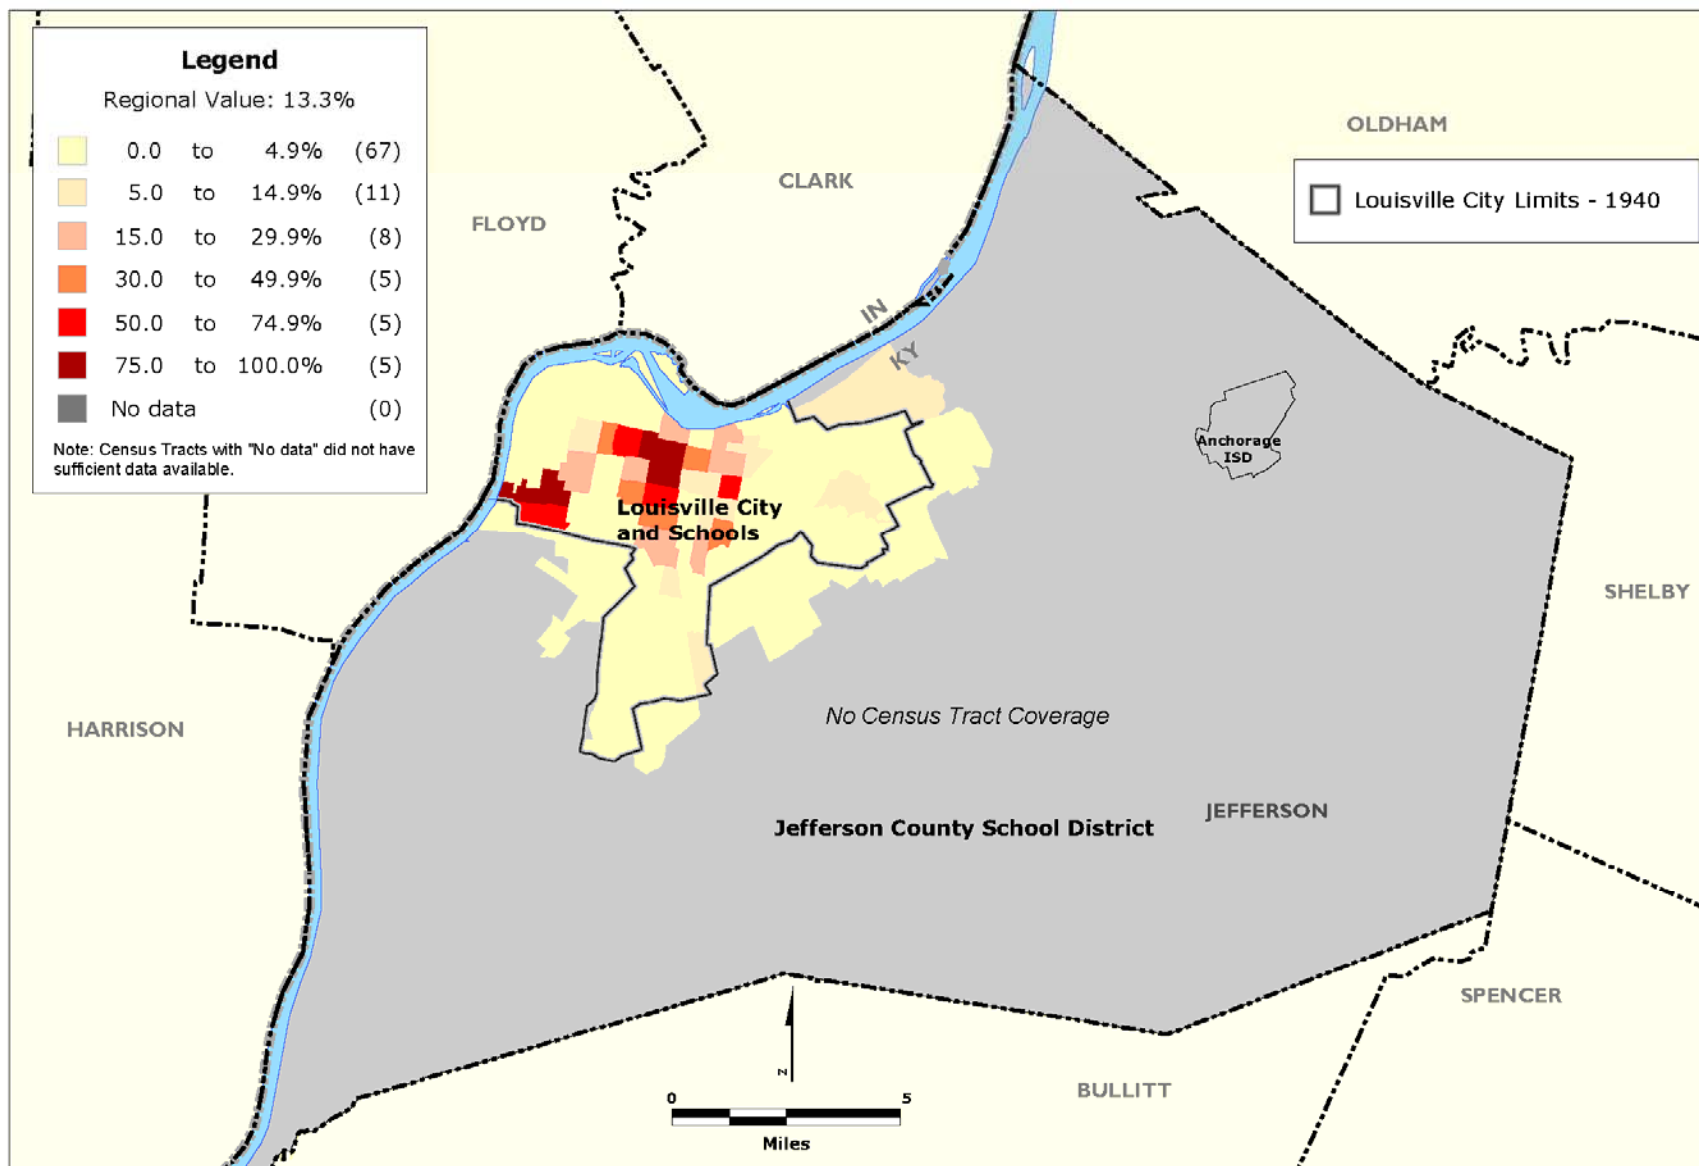 Legend
Regional Value: 13.3%
0.0 to 4.9% (67)
5.0 to 14.9% (11)
15.0 to 29.9% (8)
30.0 to 49.9% (5)
50.0 to 74.9% (5)
75.0 to 100.0% (5)
No data (0)
Note: Census Tracts with "No data" did not have
sufficient data available.
OLDHAM
Louisville City Limits - 1940
CLARK
FLOYD
IN
KY
Anchorage
ISD
Louisville City
and Schools
SHELBY
HARRISON
No Census Tract Coverage
JEFFERSON
Jefferson County School District
SPENCER
z
BULLITT
0 5
Miles